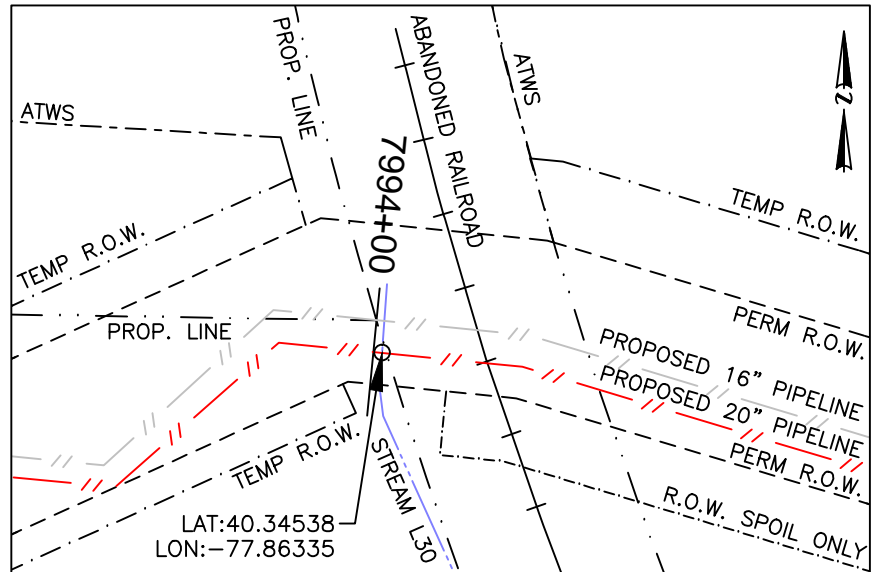 PROP. LINE
ABANDONED RAILROAD
ATWS
ATWS
N
7994+00
TEMP R.O.W.
TEMP R.O.W.
PROP. LINE
PERM R.O.W.
PROPOSED 16” PIPELINE
PROPOSED 20” PIPELINE
PERM R.O.W.
TEMP R.O.W.
STREAM L30
R.O.W. SPOIL ONLY
LAT:40.34538
LON:-77.86335